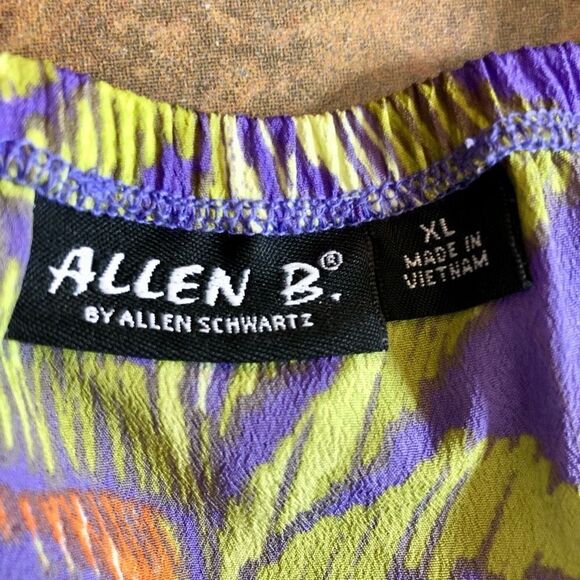 ALLEN B.®
BY ALLEN SCHWARTZ
XL
MADE IN
VIETNAM